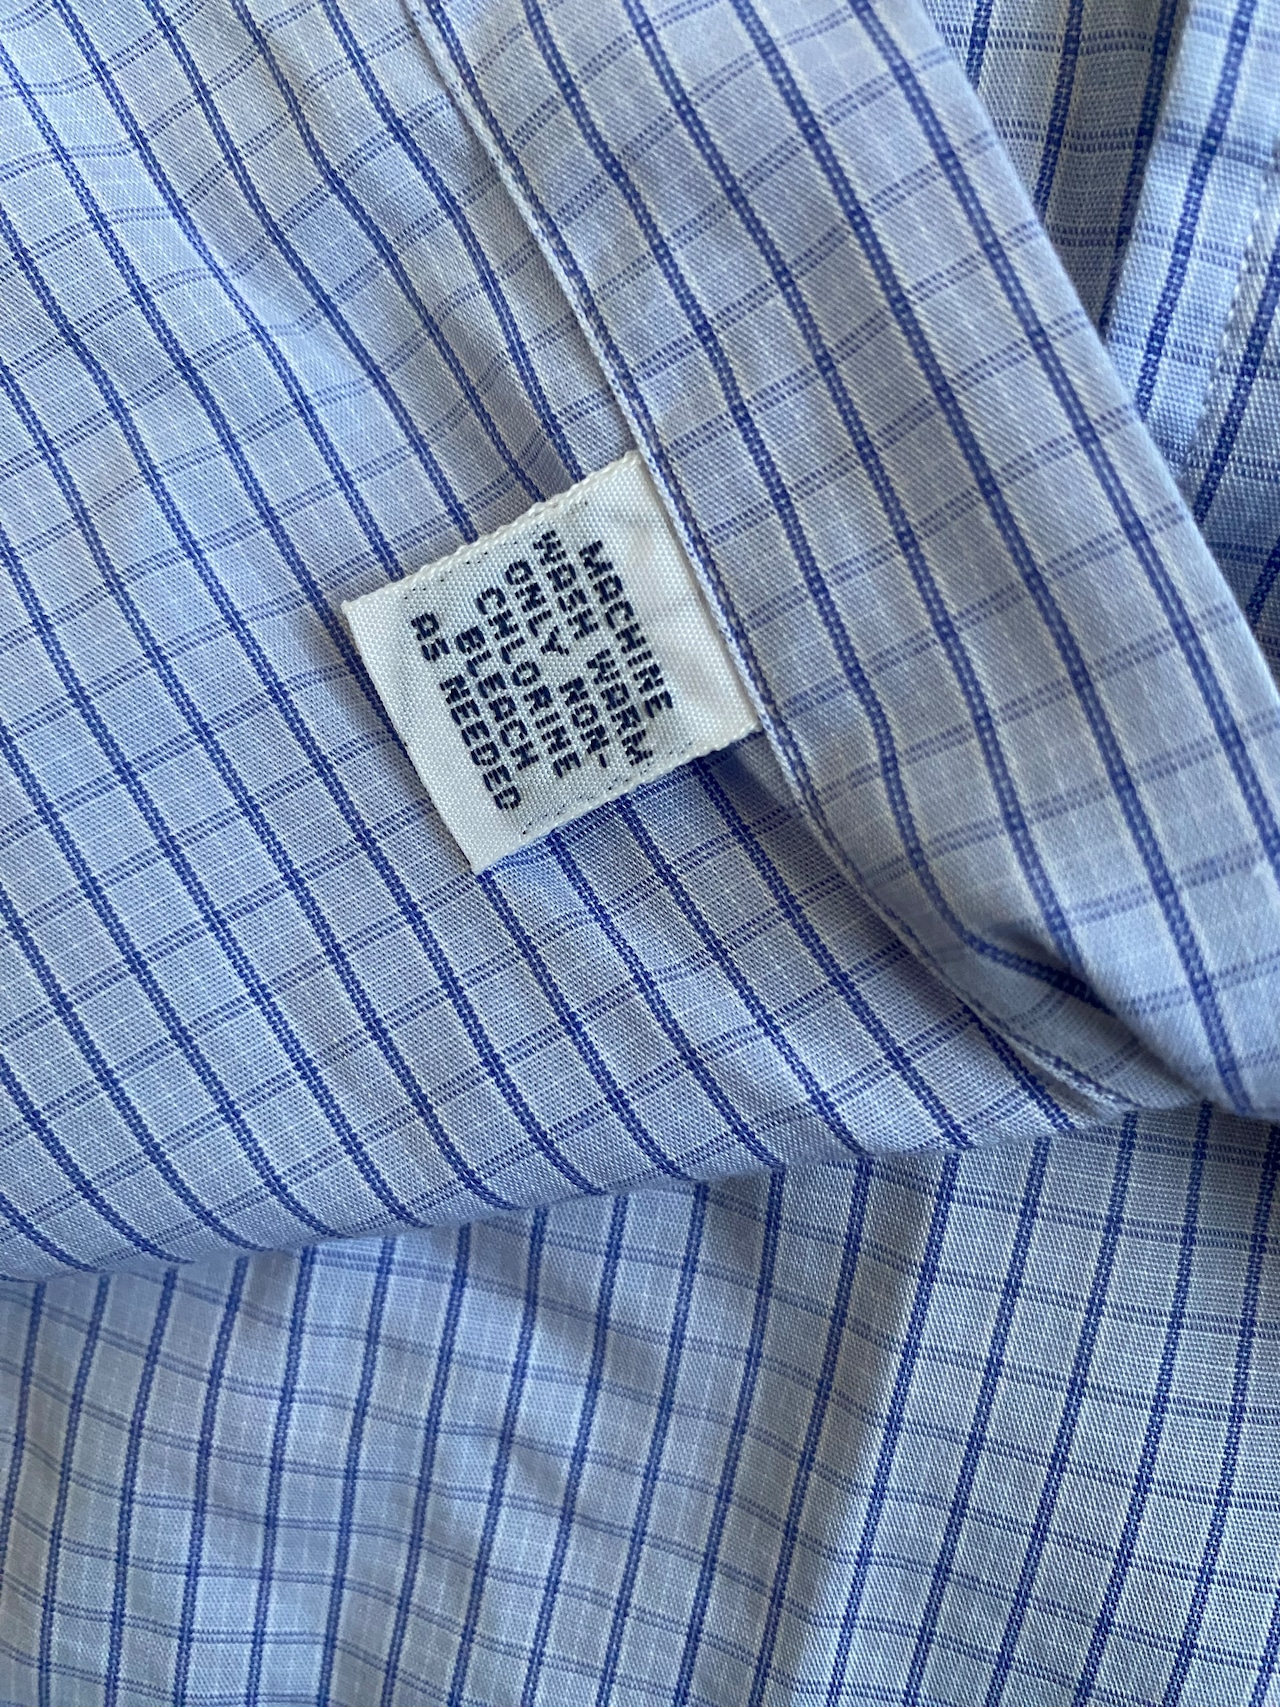 MACHINE
WASH WARM
ONLY NON-
CHLORINE
BLEACH
AS NEEDED